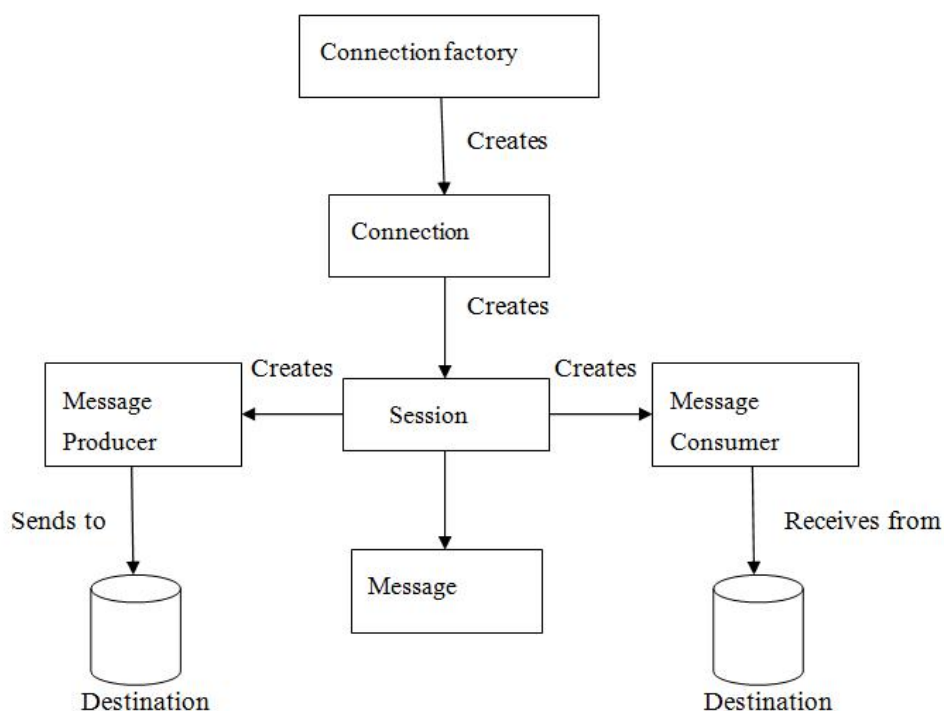 Connection factory
Creates
Connection
Creates
Creates
Creates
Message
Producer
Session
Message
Consumer
Sends to
Receives from
Message
Destination
Destination